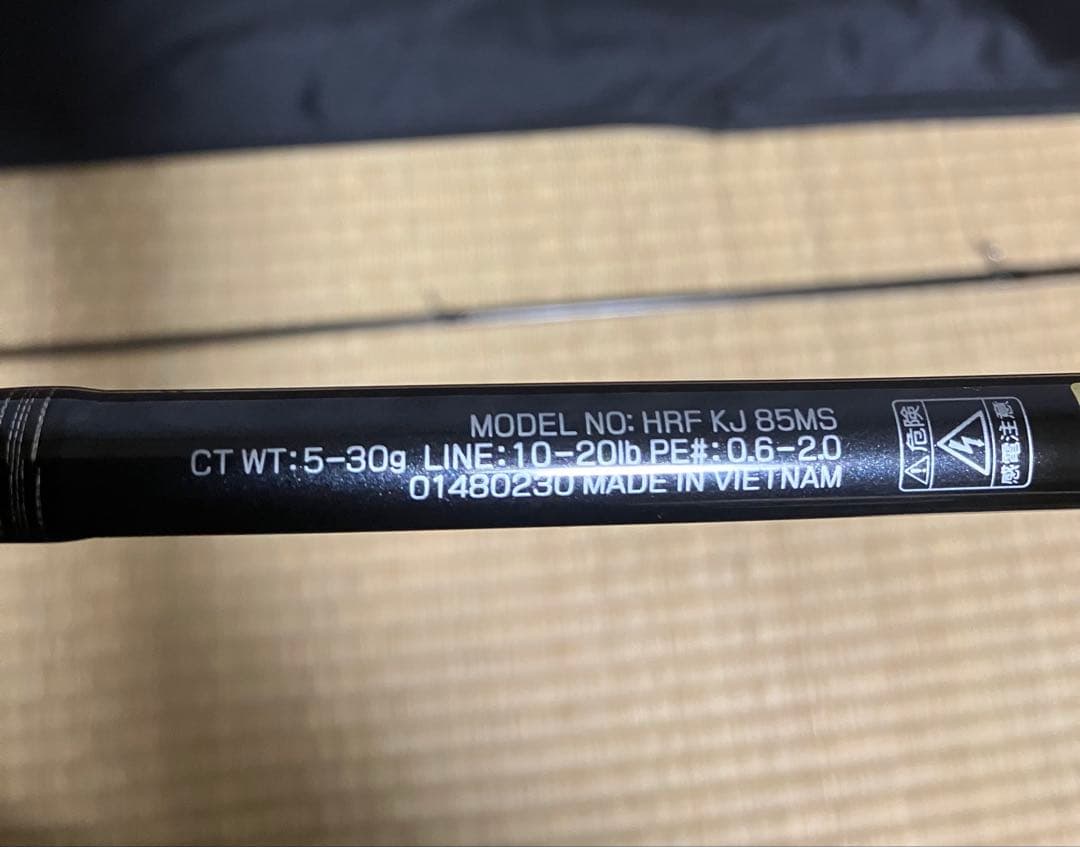 MODEL NO: HRF KJ 85MS
CT WT:5-30g LINE:10-20lb PE#:0.6-2.0
01480230 MADE IN VIETNAM
危険
感電注意